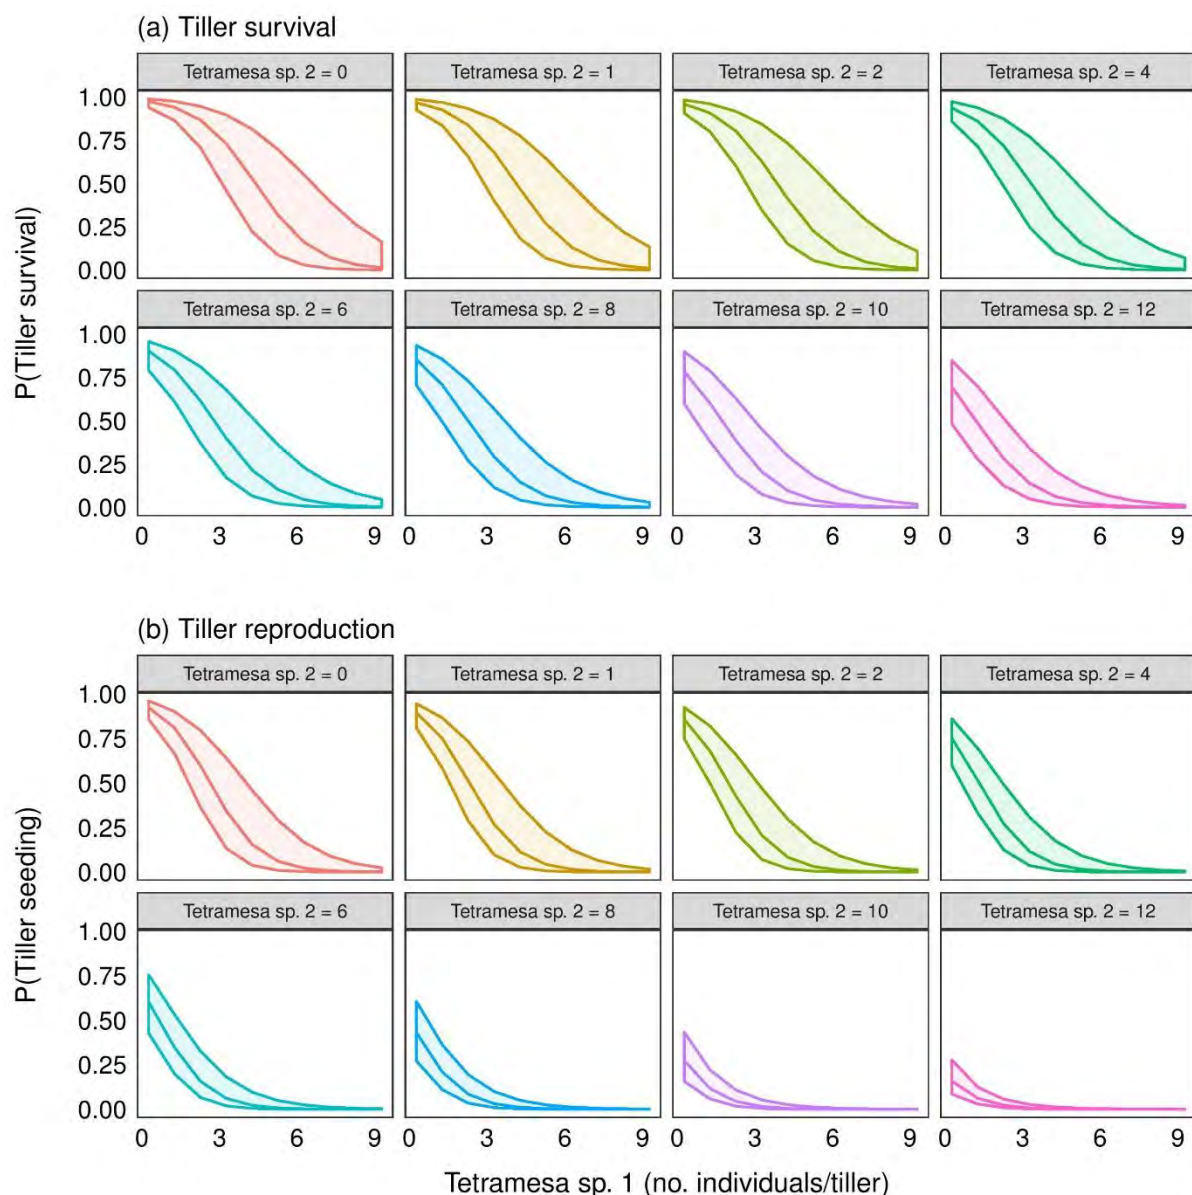 (a) Tiller survival
Tetramesa sp. 2 = 0 Tetramesa sp. 2 = 1 Tetramesa sp. 2 = 2 Tetramesa sp. 2 = 4
1.00
0.75
0.50
0.25
0.00
P(Tiller survival)
Tetramesa sp. 2 = 6 Tetramesa sp. 2 = 8 Tetramesa sp. 2 = 10 Tetramesa sp. 2 = 12
1.00
0.75
0.50
0.25
0.00
0 3 6 9 0 3 6 9 0 3 6 9 0 3 6 9
(b) Tiller reproduction
Tetramesa sp. 2 = 0 Tetramesa sp. 2 = 1 Tetramesa sp. 2 = 2 Tetramesa sp. 2 = 4
1.00
0.75
0.50
0.25
0.00
P(Tiller seeding)
Tetramesa sp. 2 = 6 Tetramesa sp. 2 = 8 Tetramesa sp. 2 = 10 Tetramesa sp. 2 = 12
1.00
0.75
0.50
0.25
0.00
0 3 6 9 0 3 6 9 0 3 6 9 0 3 6 9
Tetramesa sp. 1 (no. individuals/tiller)